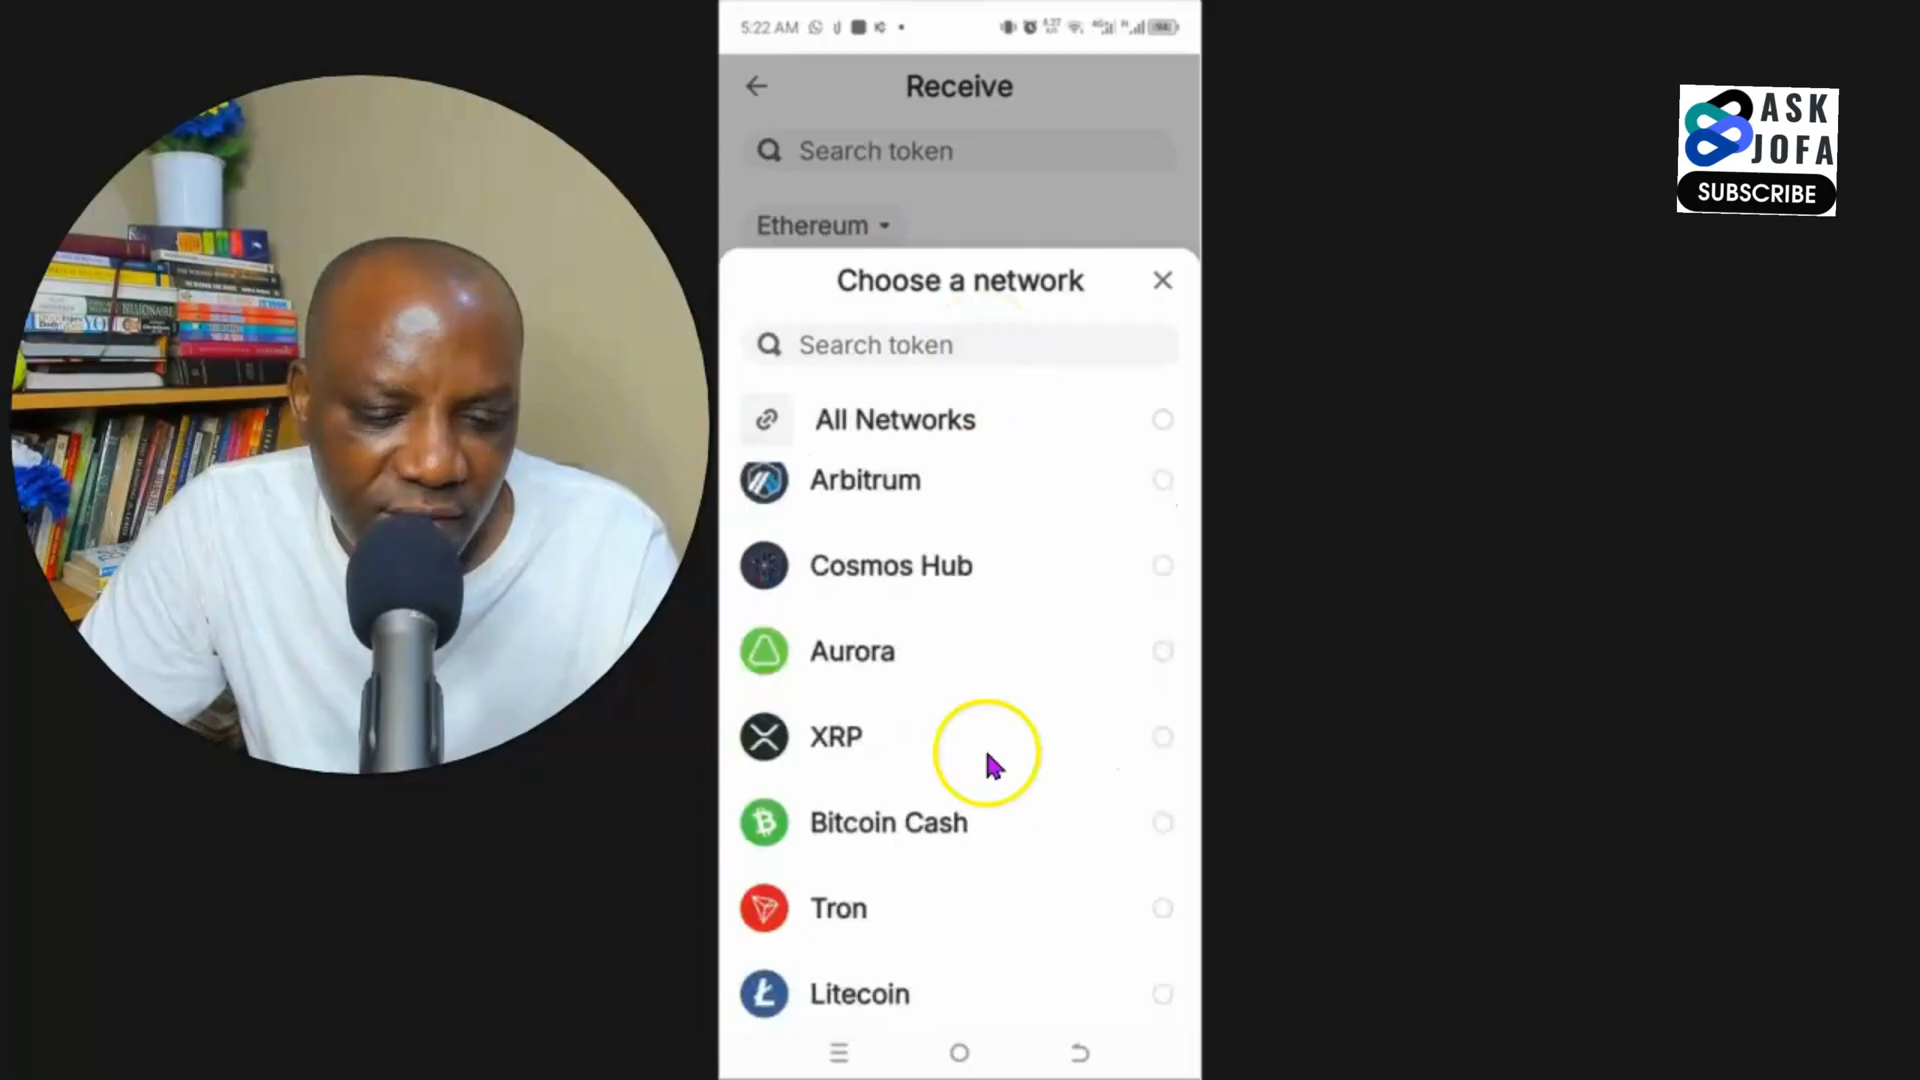 5:22 AM
Receive
Search token
Ethereum
Choose a network
Search token
All Networks
Arbitrum
Cosmos Hub
Aurora
XRP
Bitcoin Cash
Tron
Litecoin
ASK
JOFA
SUBSCRIBE